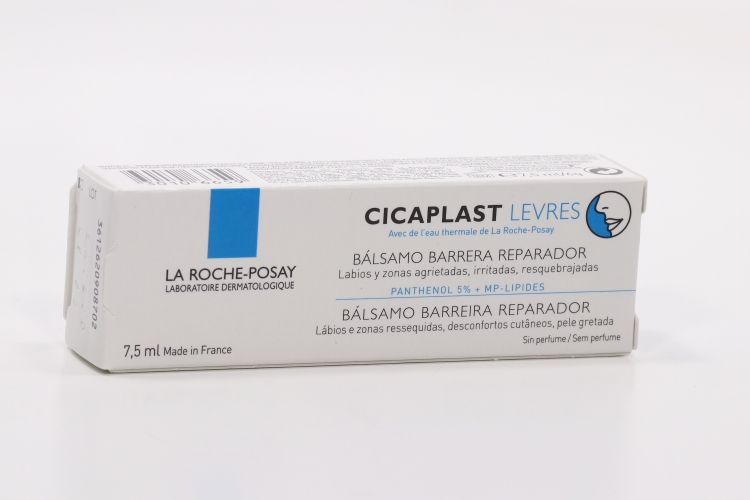 CICAPLAST LEVRES
Avec de l'eau thermale de La Roche-Posay
BÁLSAMO BARRERA REPARADOR
Labios y zonas agrietadas, irritadas, resquebrajadas
PANTHENOL 5% + MP-LIPIDES
BÁLSAMO BARREIRA REPARADOR
Lábios e zonas ressequidas, desconfortos cutâneos, pele gretada
Sin perfume / Sem perfume
LA ROCHE-POSAY
LABORATOIRE DERMATOLOGIQUE
7,5 ml Made in France
LOT
3612620908702